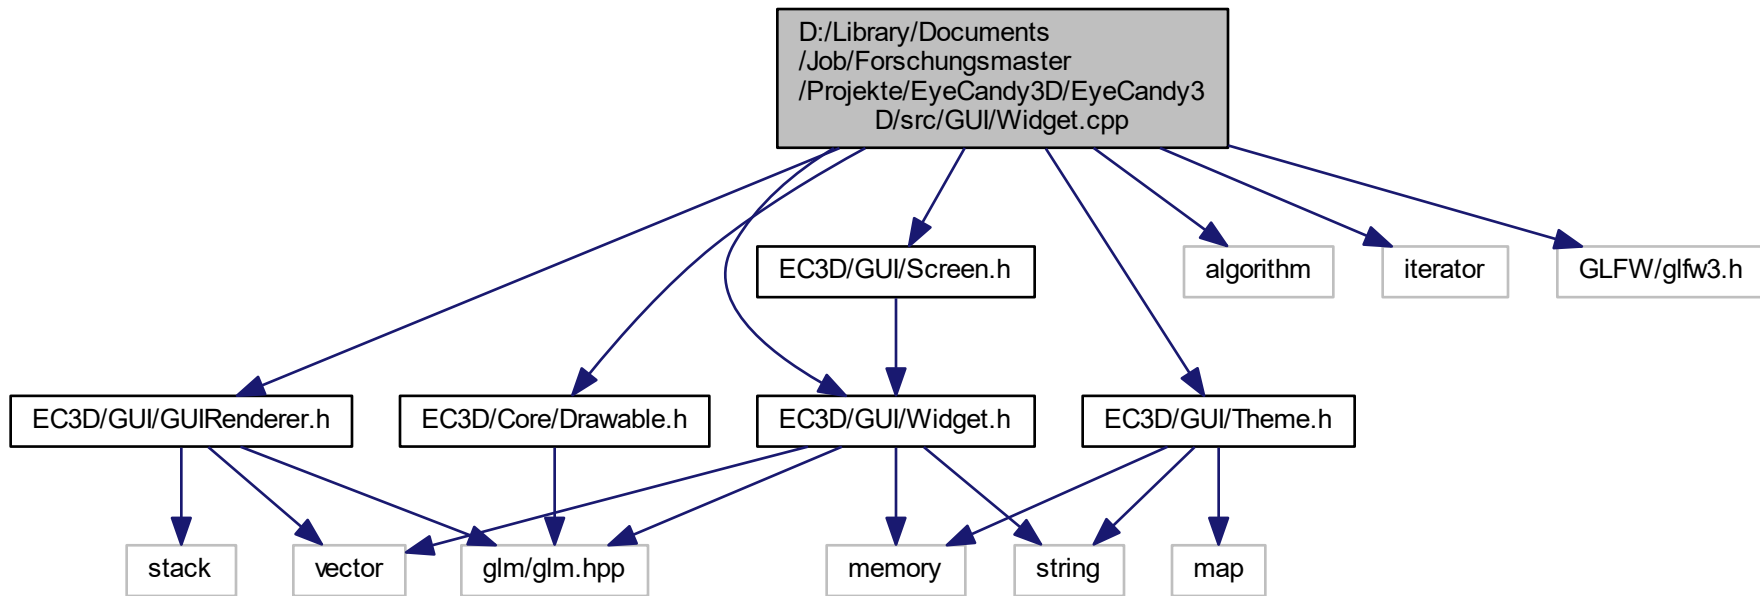 D:/Library/Documents
/Job/Forschungsmaster
/Projekte/EyeCandy3D/EyeCandy3
D/src/GUI/Widget.cpp
EC3D/GUI/Screen.h
algorithm
iterator
GLFW/glfw3.h
EC3D/GUI/GUIRenderer.h
EC3D/Core/Drawable.h
EC3D/GUI/Widget.h
EC3D/GUI/Theme.h
stack
vector
glm/glm.hpp
memory
string
map